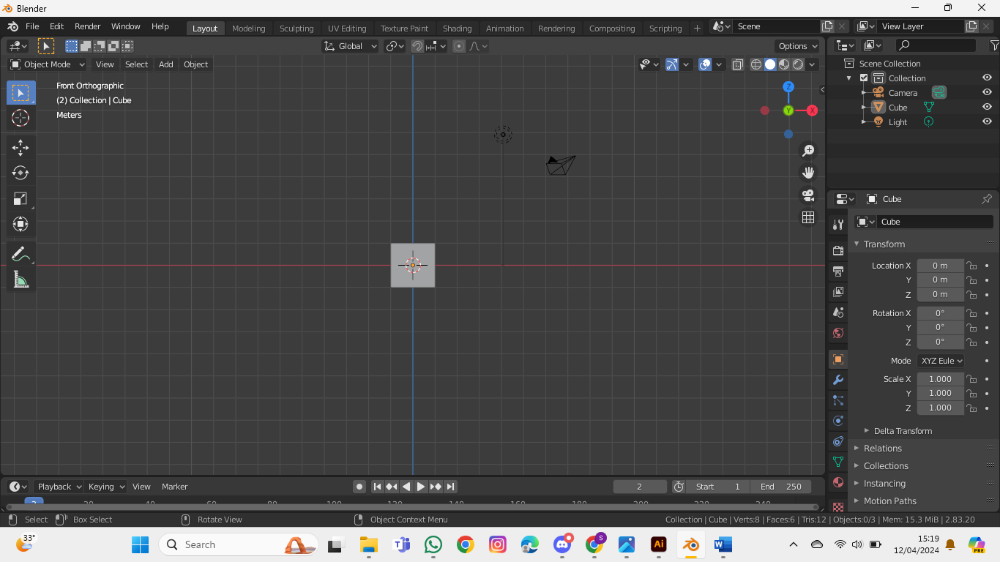 Blender
File Edit Render Window Help Layout Modeling Sculpting UV Editing Texture Paint Shading Animation Rendering Compositing Scripting + Scene View Layer
Global Options
Object Mode View Select Add Object
Front Orthographic
(2) Collection | Cube
Meters
Z
Y X
Scene Collection
Collection
Camera
Cube
Light
Cube
Cube
Transform
Location X 0 m
Y 0 m
Z 0 m
Rotation X 0°
Y 0°
Z 0°
Mode XYZ Eule
Scale X 1.000
Y 1.000
Z 1.000
Delta Transform
Relations
Collections
Instancing
Motion Paths
Playback Keying View Marker 2 Start 1 End 250
2 20 40 60 80 100 120 140 160 180 200 220 240
Select Box Select Rotate View Object Context Menu Collection | Cube | Verts:8 | Faces:6 | Tris:12 | Objects:0/3 | Mem: 15.3 MiB | 2.83.20
33°
Search
S
Ai
W
PRE
15:19
12/04/2024